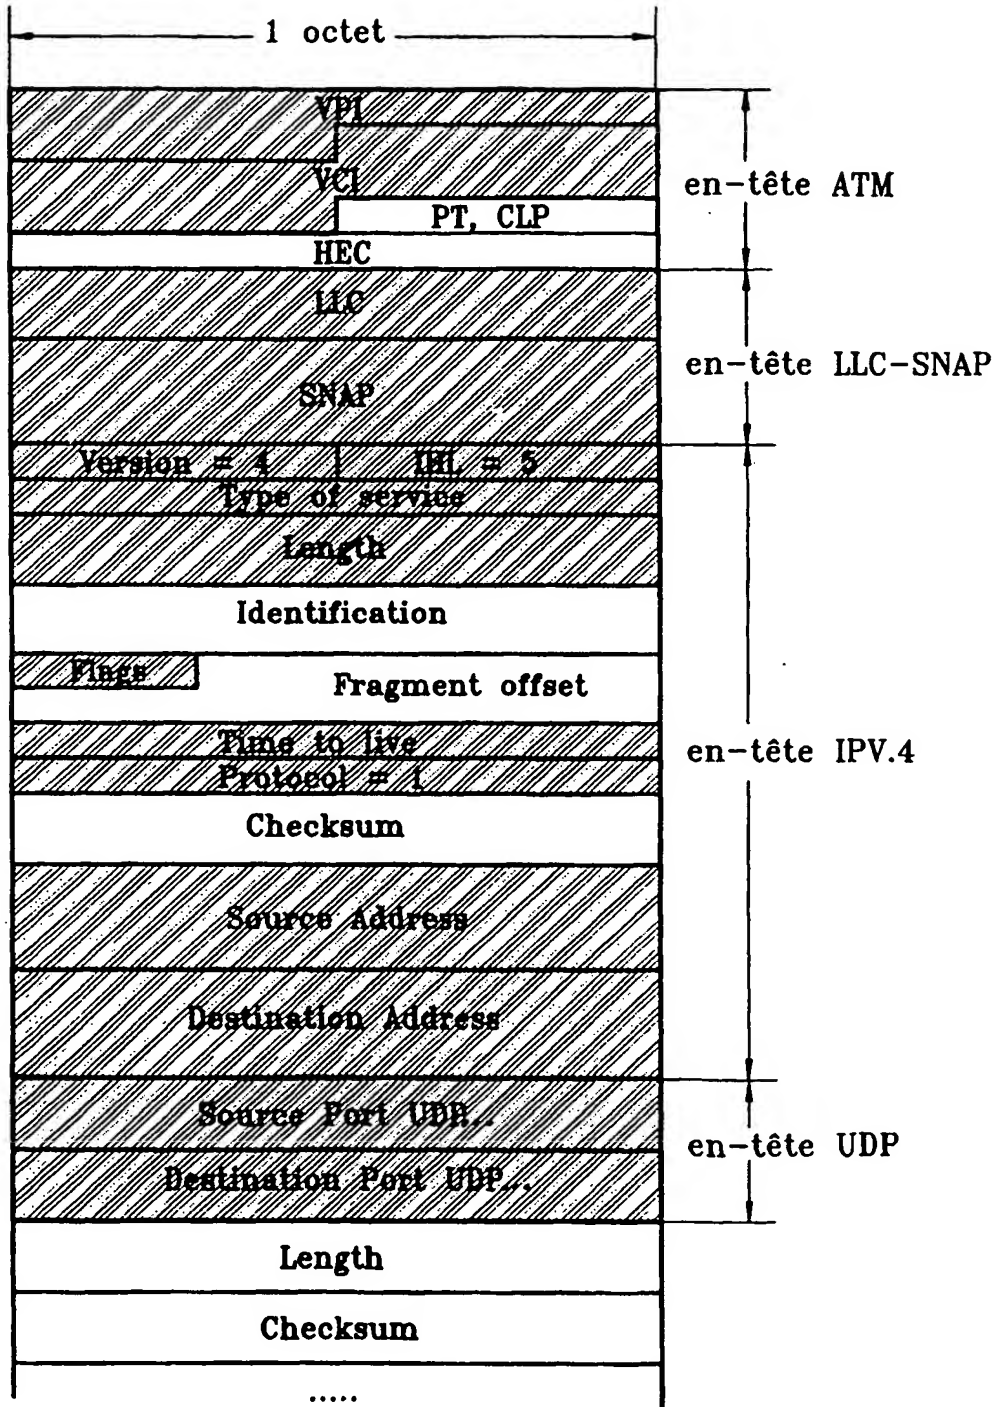 1 octet
VPI
VCI
en-tête ATM
PT, CLP
HEC
LLC
en-tête LLC-SNAP
SNAP
Version = 4 IHL = 5
Type of service
Length
Identification
Flags
Fragment offset
Time to live
en-tête IPV.4
Protocol = 1
Checksum
Source Address
Destination Address
Source Port UDP...
en-tête UDP
Destination Port UDP...
Length
Checksum
.....